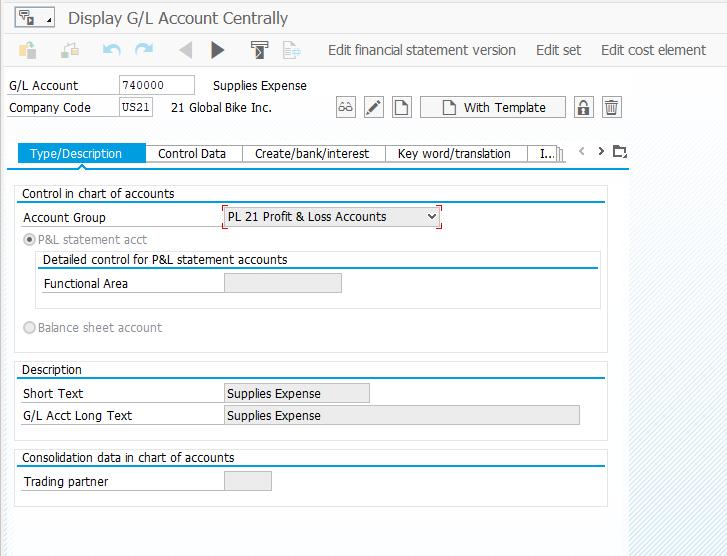 Display G/L Account Centrally
Edit financial statement version Edit set Edit cost element
G/L Account 740000 Supplies Expense
Company Code US21 21 Global Bike Inc. With Template
Type/Description Control Data Create/bank/interest Key word/translation I...
Control in chart of accounts
Account Group PL 21 Profit & Loss Accounts
P&L statement acct
Detailed control for P&L statement accounts
Functional Area
Balance sheet account
Description
Short Text Supplies Expense
G/L Acct Long Text Supplies Expense
Consolidation data in chart of accounts
Trading partner